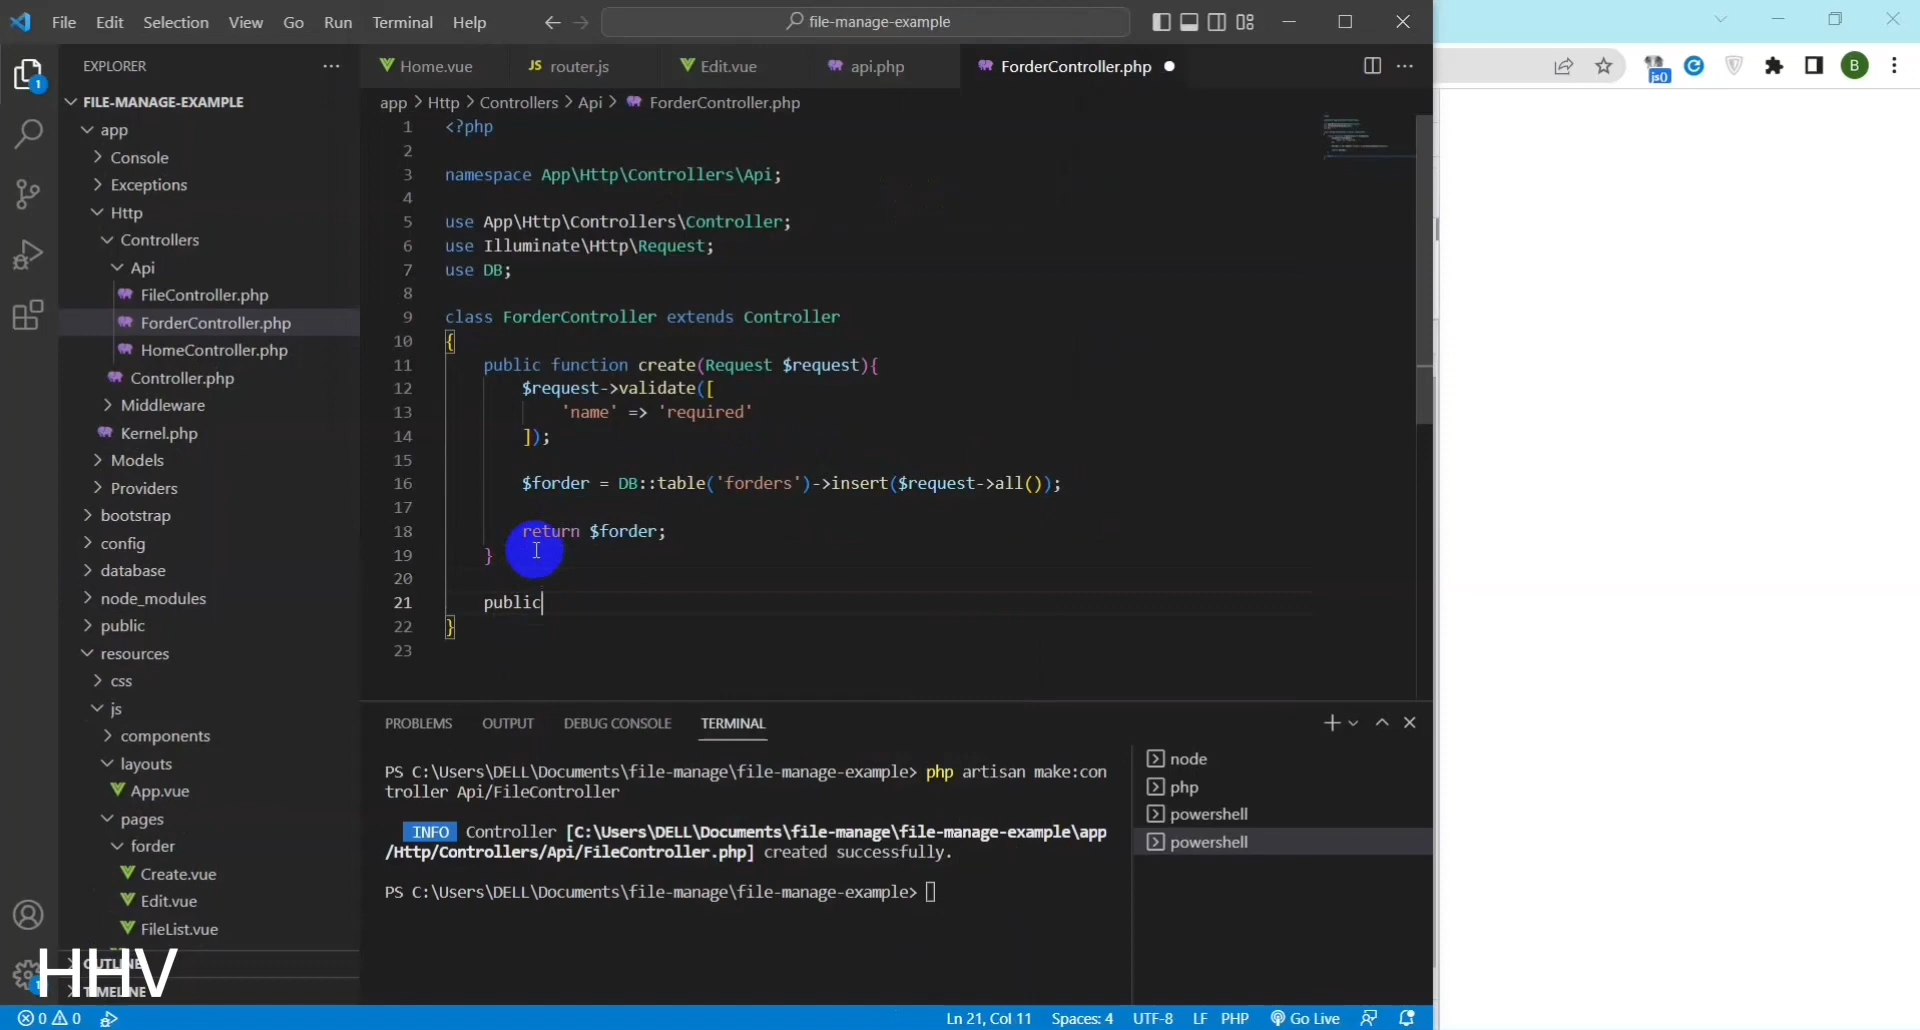 File Edit Selection View Go Run Terminal Help
file-manage-example
EXPLORER
Home.vue
JS router.js
Edit.vue
api.php
ForderController.php
js()
B
FILE-MANAGE-EXAMPLE
app > Http > Controllers > Api > ForderController.php
app
Console
Exceptions
Http
Controllers
Api
FileController.php
ForderController.php
HomeController.php
Controller.php
Middleware
Kernel.php
Models
Providers
bootstrap
config
database
node_modules
public
resources
css
js
components
layouts
App.vue
pages
forder
Create.vue
Edit.vue
FileList.vue
OUTLINE
TIMELINE
HHV
1 <?php
2
3 namespace App\Http\Controllers\Api;
4
5 use App\Http\Controllers\Controller;
6 use Illuminate\Http\Request;
7 use DB;
8
9 class ForderController extends Controller
10 {
11 public function create(Request $request){
12 $request->validate([
13 'name' => 'required'
14 ]);
15
16 $forder = DB::table('forders')->insert($request->all());
17
18 return $forder;
19 }
20
21 public
22 }
23
PROBLEMS OUTPUT DEBUG CONSOLE TERMINAL
PS C:\Users\DELL\Documents\file-manage\file-manage-example> php artisan make:con
troller Api/FileController
INFO Controller [C:\Users\DELL\Documents\file-manage\file-manage-example\app
/Http/Controllers/Api/FileController.php] created successfully.
PS C:\Users\DELL\Documents\file-manage\file-manage-example>
node
php
powershell
powershell
0 0
Ln 21, Col 11 Spaces: 4 UTF-8 LF PHP Go Live